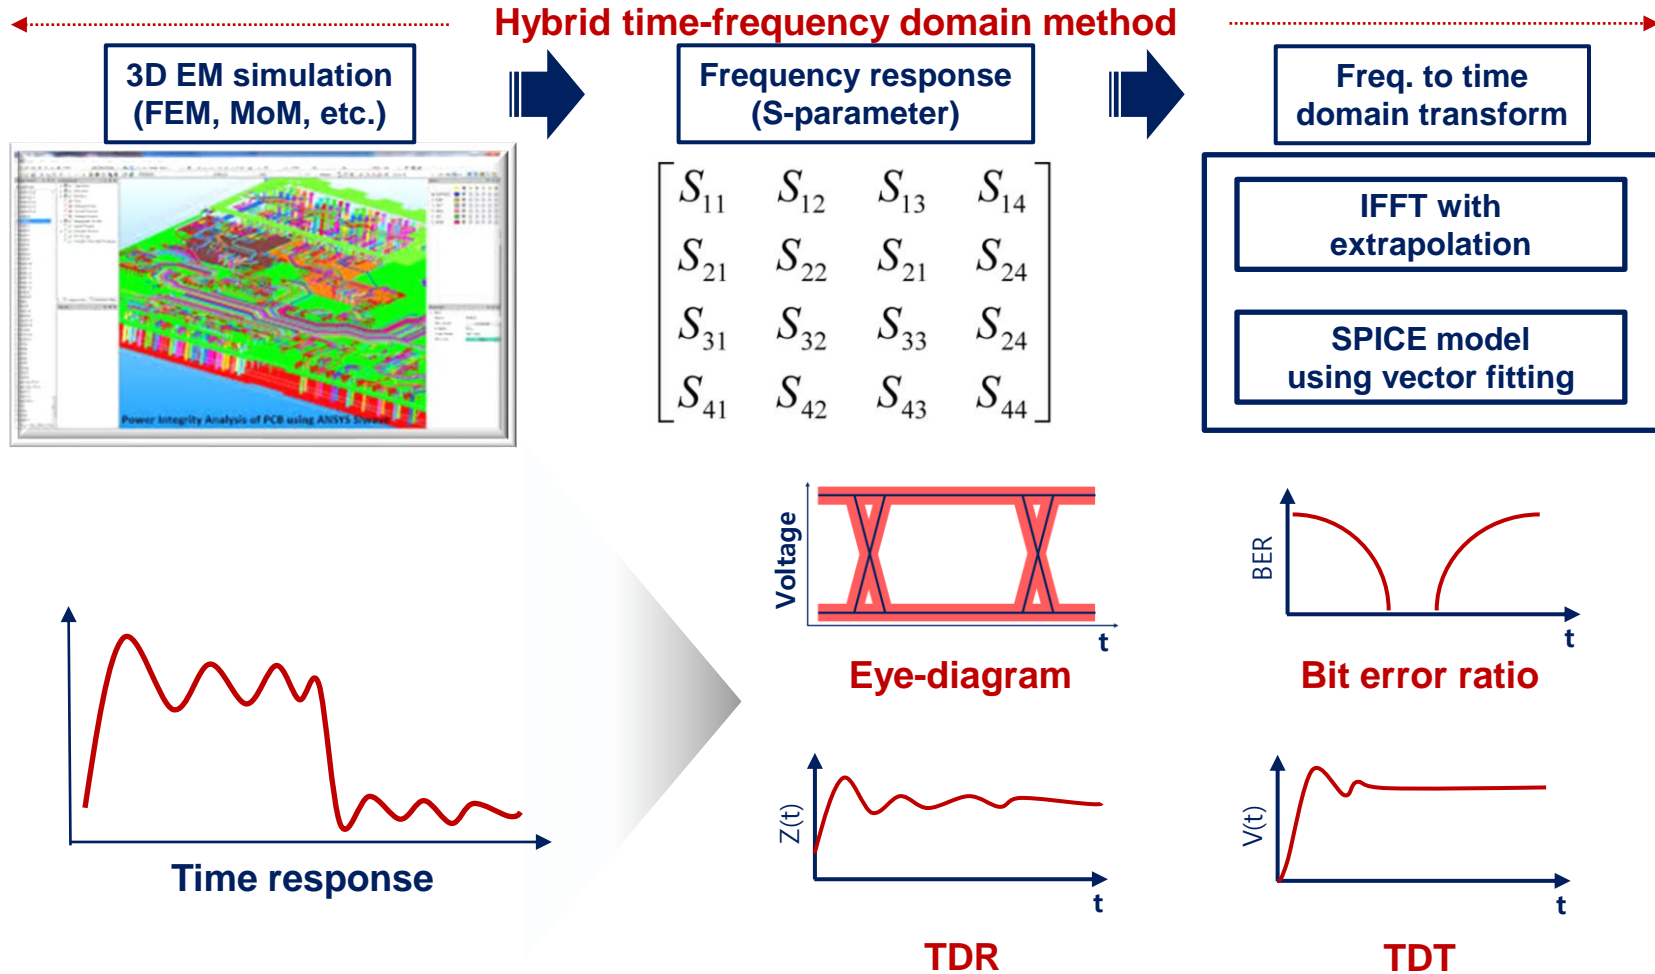 Hybrid time-frequency domain method
3D EM simulation
(FEM, MoM, etc.)
Frequency response
(S-parameter)
Freq. to time
domain transform
S11 S12 S13 S14
S21 S22 S21 S24
S31 S32 S33 S24
S41 S42 S43 S44
IFFT with
extrapolation
SPICE model
using vector fitting
Power Integrity Analysis of PCB using ANSYS SIwave
Voltage
t
Eye-diagram
BER
t
Bit error ratio
Time response
Z(t)
t
TDR
V(t)
t
TDT